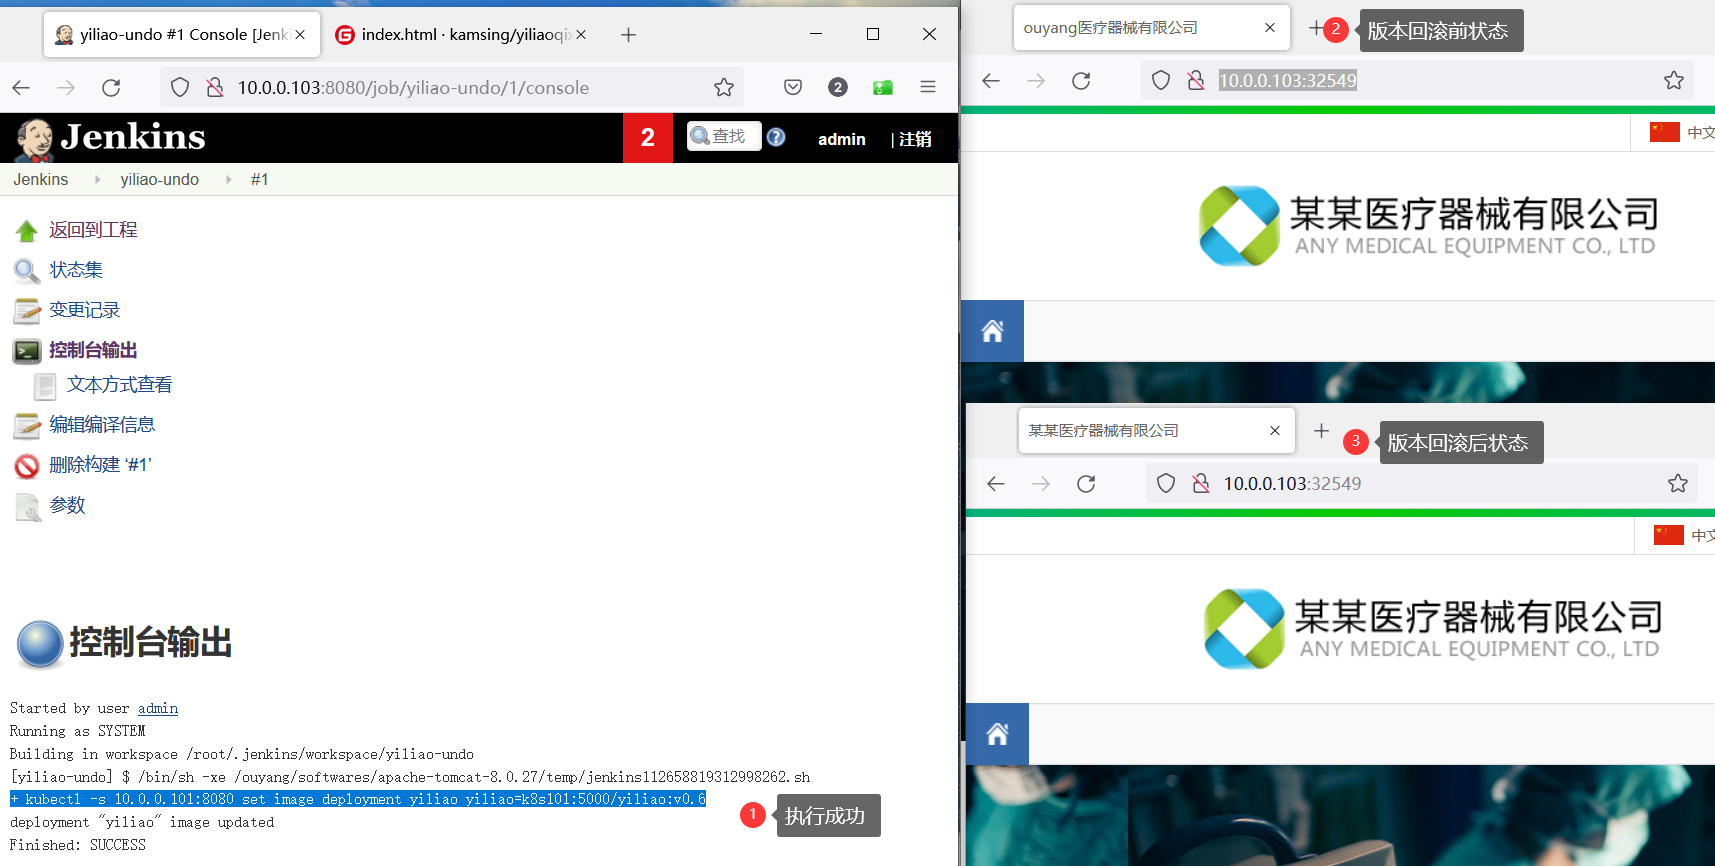 yiliao-undo #1 Console [Jenki
index.html · kamsing/yiliaoqix
10.0.0.103:8080/job/yiliao-undo/1/console
2
Jenkins
2
查找
?
admin
| 注销
Jenkins
yiliao-undo
#1
返回到工程
状态集
变更记录
控制台输出
文本方式查看
编辑编译信息
删除构建 ‘#1’
参数
控制台输出
Started by user admin
Running as SYSTEM
Building in workspace /root/.jenkins/workspace/yiliao-undo
[yiliao-undo] $ /bin/sh -xe /ouyang/softwares/apache-tomcat-8.0.27/temp/jenkins112658819312998262.sh
+ kubectl -s 10.0.0.101:8080 set image deployment yiliao yiliao=k8s101:5000/yiliao:v0.6
deployment "yiliao" image updated
Finished: SUCCESS
1
执行成功
ouyang医疗器械有限公司
2
版本回滚前状态
10.0.0.103:32549
中文
某某医疗器械有限公司
ANY MEDICAL EQUIPMENT CO., LTD
某某医疗器械有限公司
3
版本回滚后状态
10.0.0.103:32549
中文
某某医疗器械有限公司
ANY MEDICAL EQUIPMENT CO., LTD